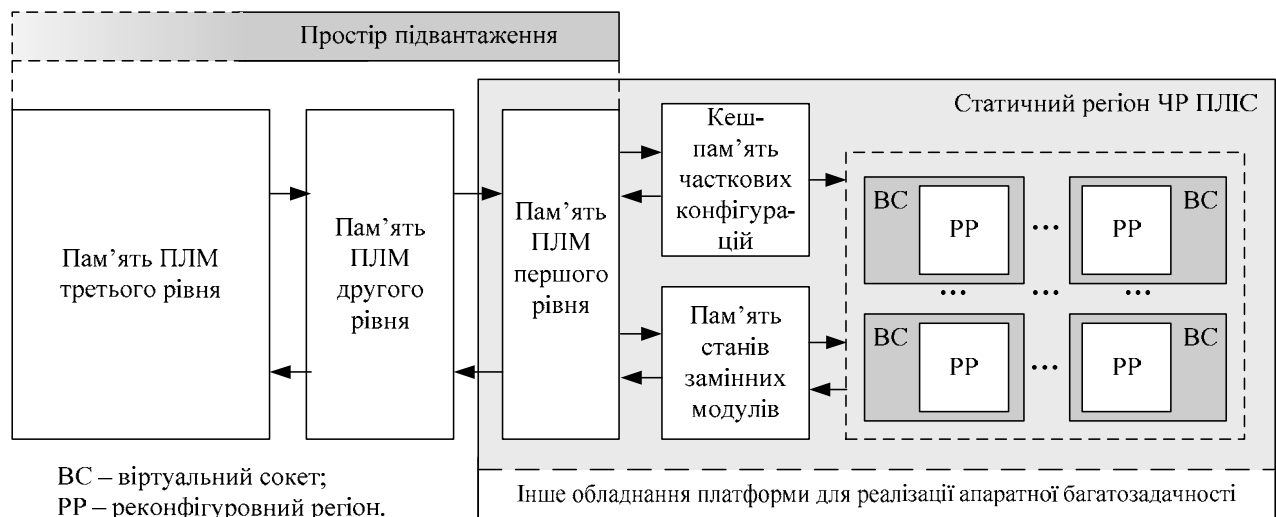 Простір підвантаження
Статичний регіон ЧР ПЛІС
Пам’ять ПЛМ
третього рівня
Пам’ять
ПЛМ
другого
рівня
Пам’ять
ПЛМ
першого
рівня
Кеш-
пам’ять
часткових
конфігура-
цій
Пам’ять
станів
замінних
модулів
ВС
РР
...
РР
ВС
...
...
...
ВС
РР
...
РР
ВС
ВС – віртуальний сокет;
РР – реконфігуровний регіон.
Інше обладнання платформи для реалізації апаратної багатозадачності